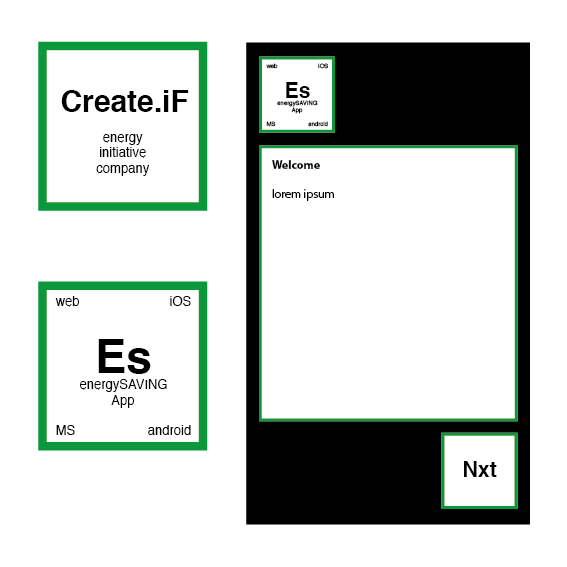 Create.iF
energy
initiative
company
web iOS
Es
energySAVING
App
MS android
web iOS
Es
energySAVING
App
MS android
Welcome
lorem ipsum
Nxt